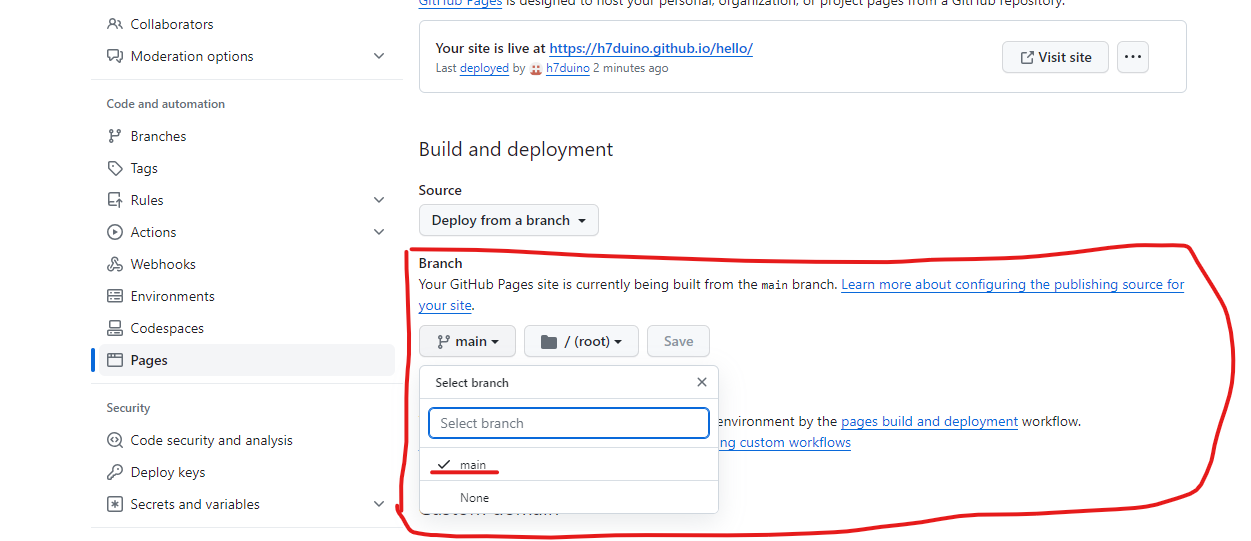 Collaborators
Moderation options
Code and automation
Branches
Tags
Rules
Actions
Webhooks
Environments
Codespaces
Pages
Security
Code security and analysis
Deploy keys
Secrets and variables
GitHub Pages is designed to host your personal, organization, or project pages from a GitHub repository.
Your site is live at https://h7duino.github.io/hello/
Last deployed by h7duino 2 minutes ago
Visit site
Build and deployment
Source
Deploy from a branch
Branch
Your GitHub Pages site is currently being built from the main branch. Learn more about configuring the publishing source for
your site.
main / (root) Save
Select branch
Select branch
environment by the pages build and deployment workflow.
ng custom workflows
main
None
Custom domain